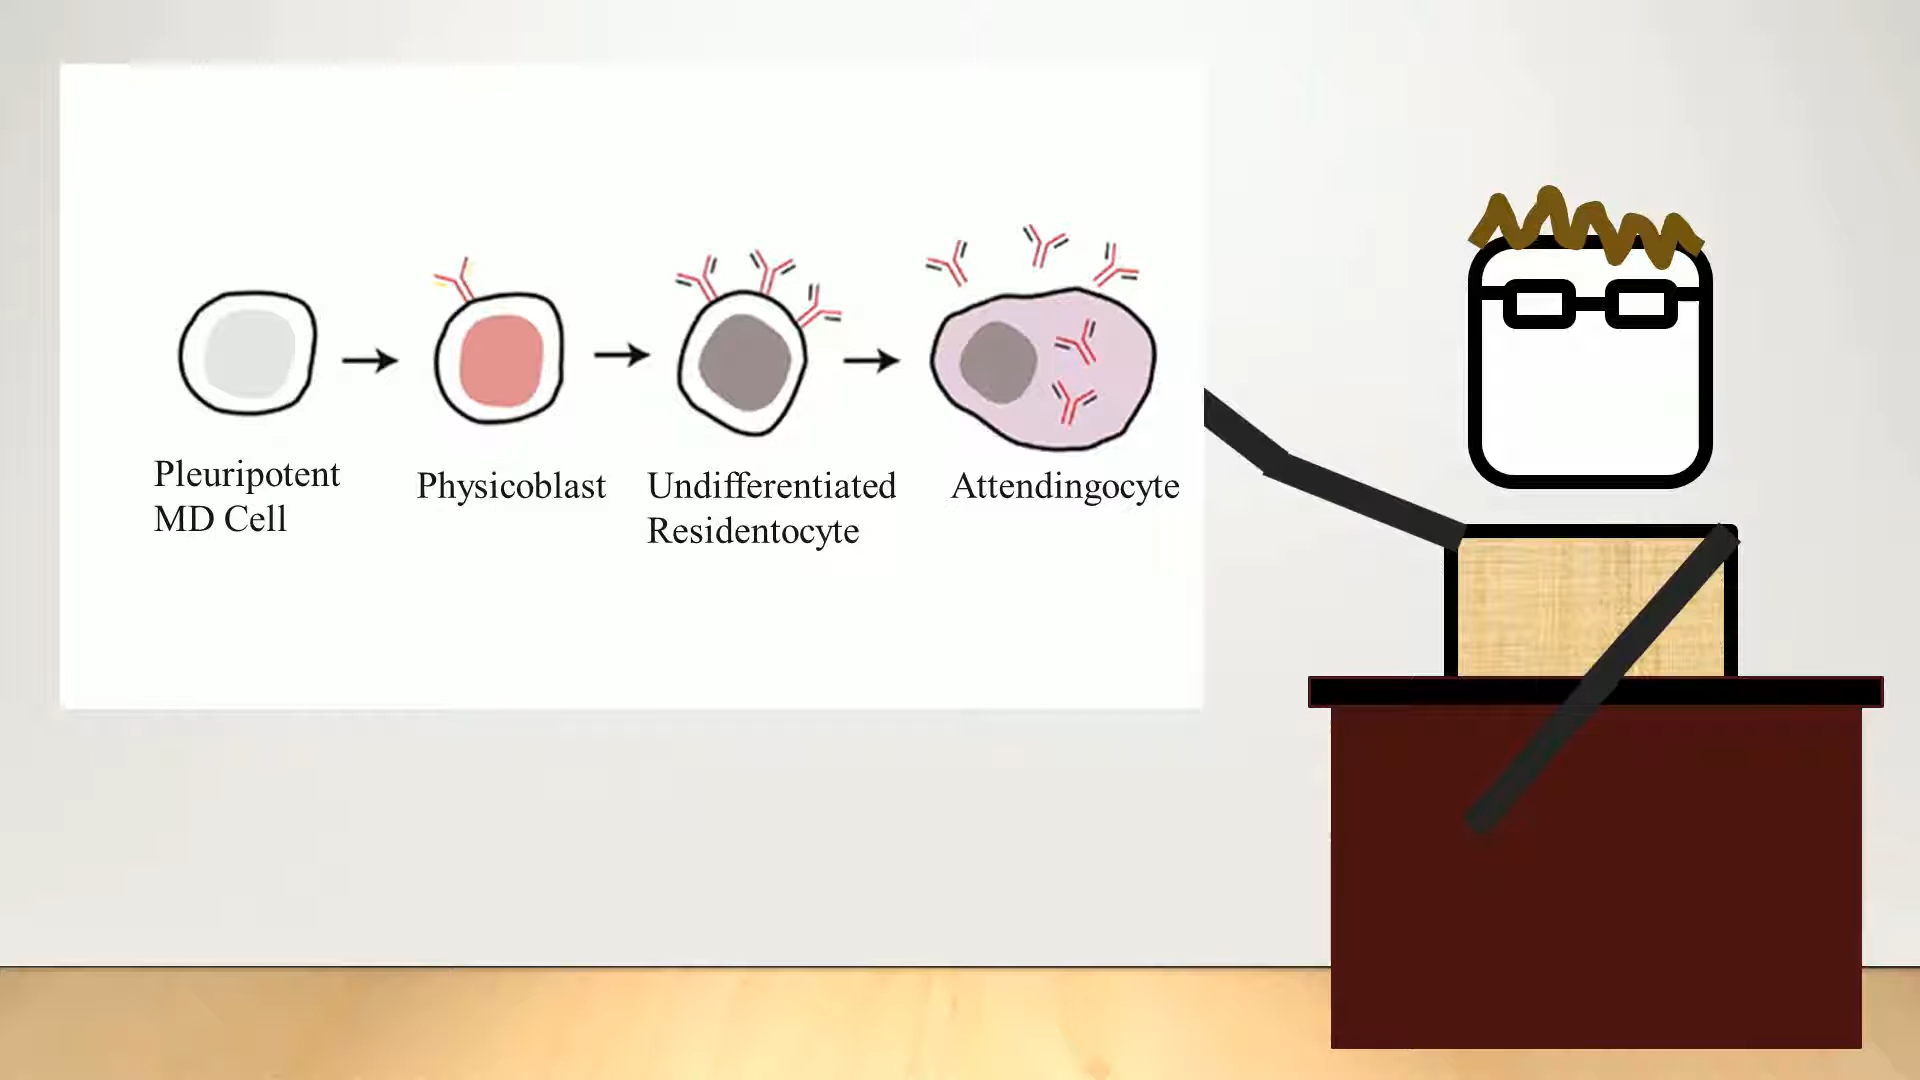 Pleuripotent
MD Cell
Physicoblast
Undifferentiated
Residentocyte
Attendingocyte